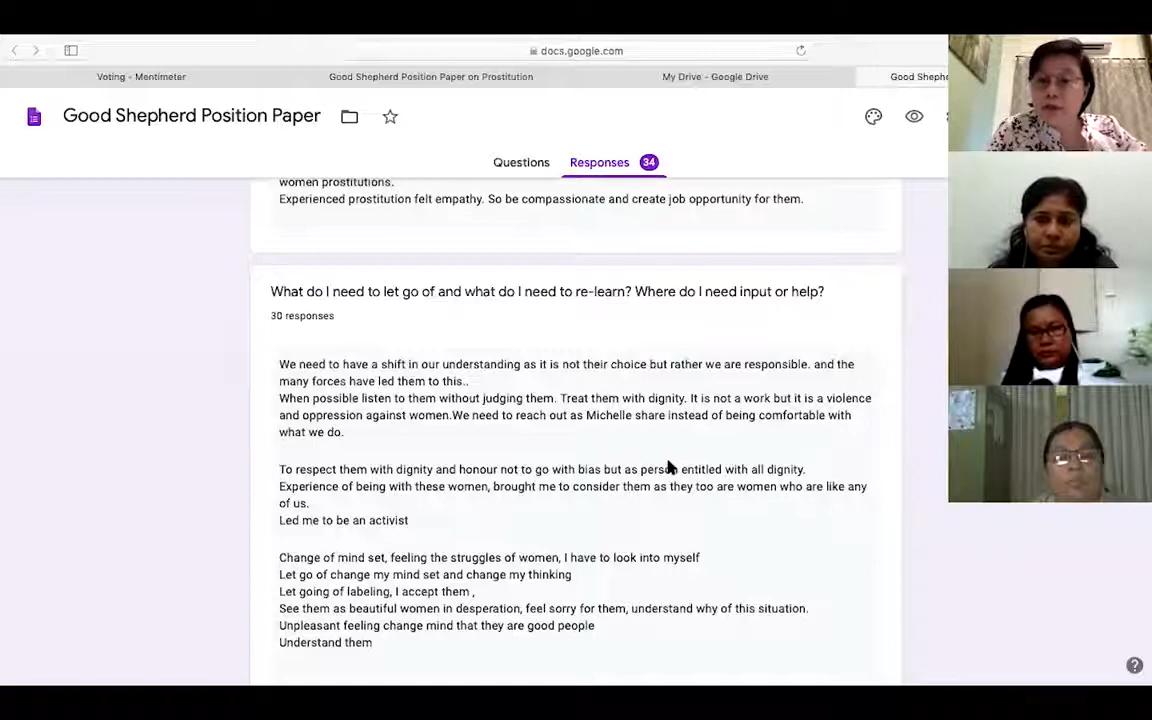 docs.google.com
Voting - Mentimeter
Good Shepherd Position Paper on Prostitution
My Drive - Google Drive
Good Shephe
Good Shepherd Position Paper
Questions
Responses 34
women prostitutions.
Experienced prostitution felt empathy. So be compassionate and create job opportunity for them.
What do I need to let go of and what do I need to re-learn? Where do I need input or help?
30 responses
We need to have a shift in our understanding as it is not their choice but rather we are responsible. and the
many forces have led them to this..
When possible listen to them without judging them. Treat them with dignity. It is not a work but it is a violence
and oppression against women.We need to reach out as Michelle share instead of being comfortable with
what we do.
To respect them with dignity and honour not to go with bias but as person entitled with all dignity.
Experience of being with these women, brought me to consider them as they too are women who are like any
of us.
Led me to be an activist
Change of mind set, feeling the struggles of women, I have to look into myself
Let go of change my mind set and change my thinking
Let going of labeling, I accept them ,
See them as beautiful women in desperation, feel sorry for them, understand why of this situation.
Unpleasant feeling change mind that they are good people
Understand them